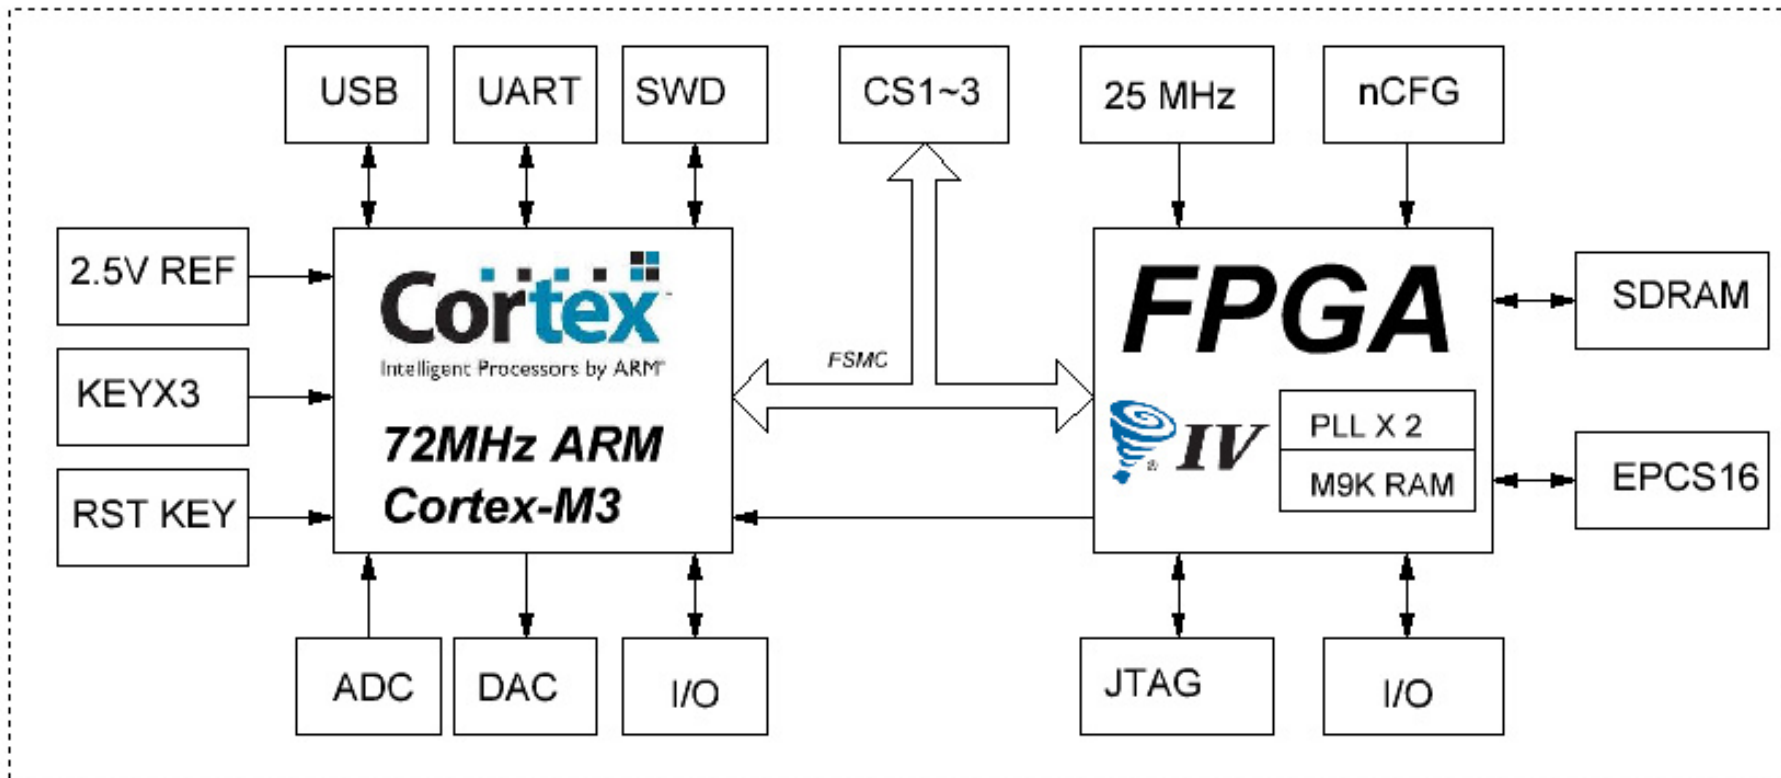 USB
UART
SWD
CS1~3
25 MHz
nCFG
2.5V REF
KEYX3
RST KEY
Cortex™
Intelligent Processors by ARM®
72MHz ARM
Cortex-M3
FSMC
FPGA
® IV
PLL X 2
M9K RAM
SDRAM
EPCS16
ADC
DAC
I/O
JTAG
I/O